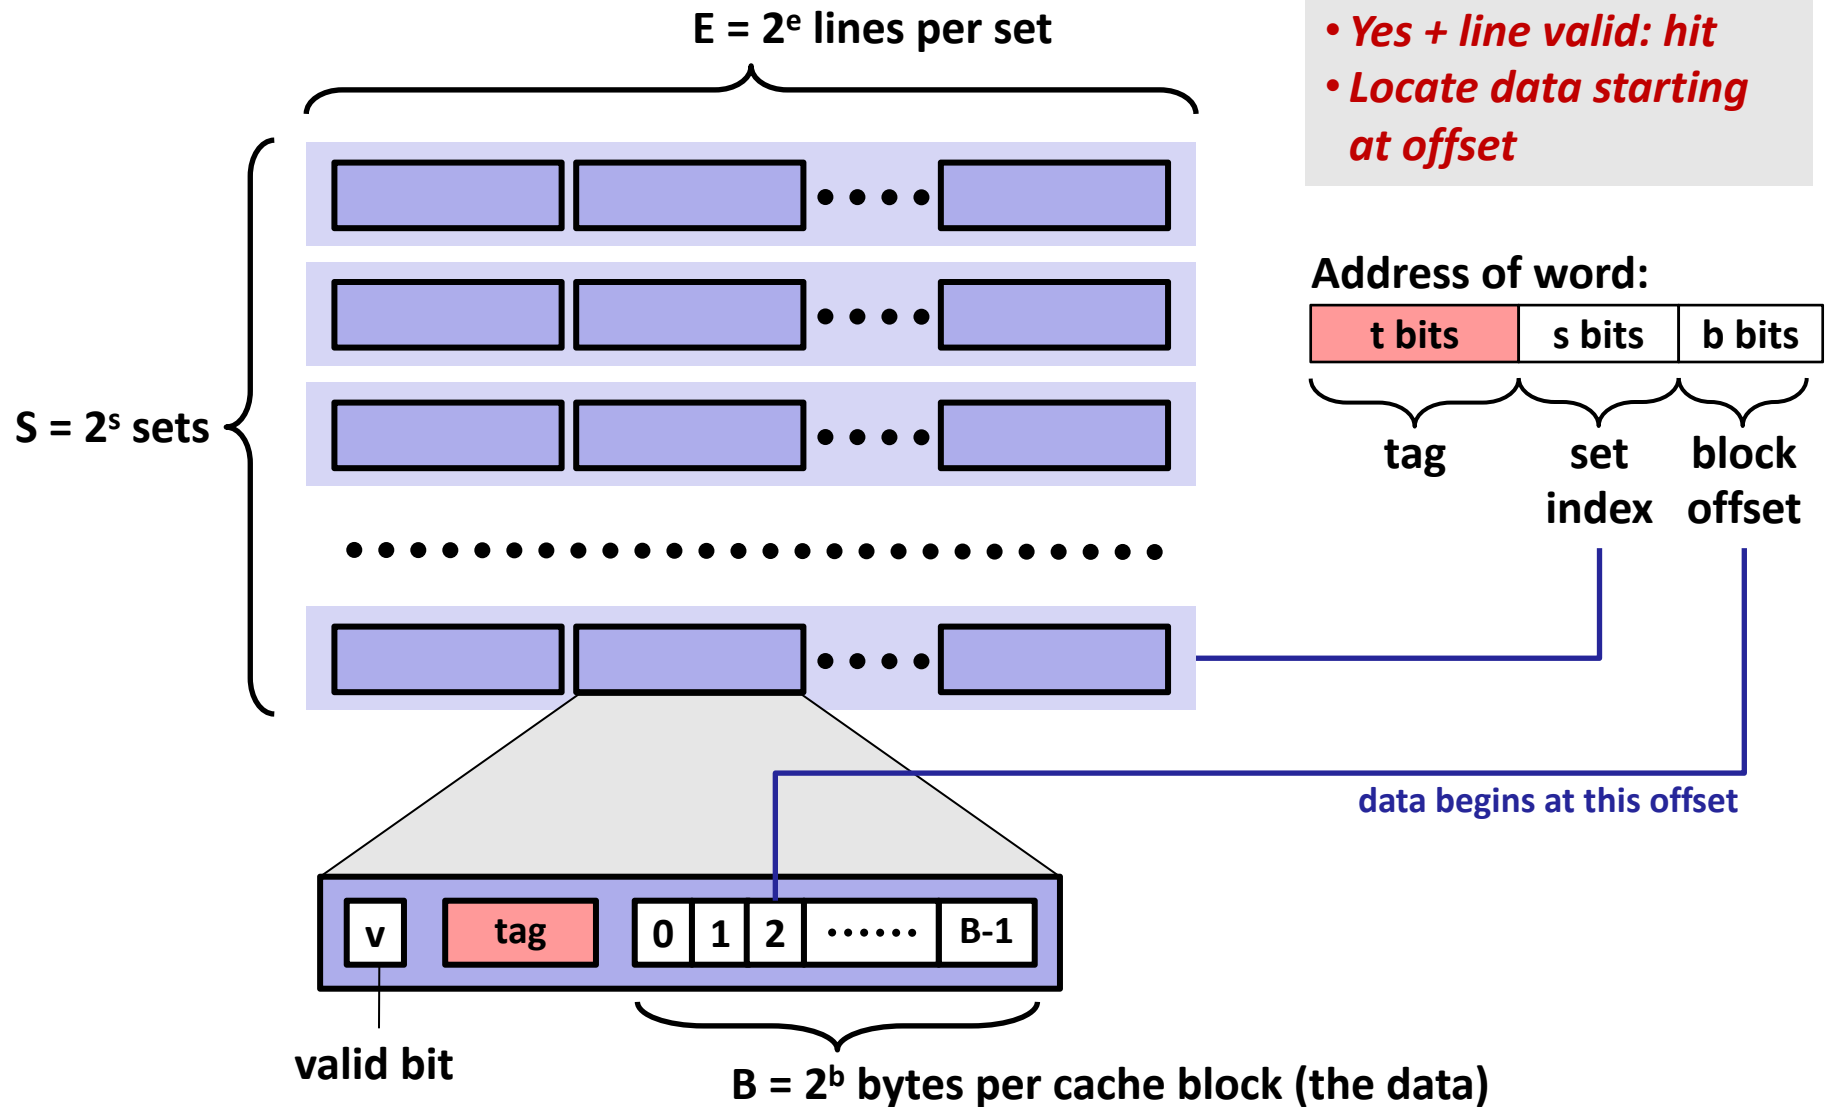 E = 2ᵉ lines per set
• Yes + line valid: hit
• Locate data starting
at offset
Address of word:
t bits s bits b bits
tag set block
index offset
S = 2ˢ sets
data begins at this offset
v tag 0 1 2 •••••• B-1
valid bit
B = 2ᵇ bytes per cache block (the data)